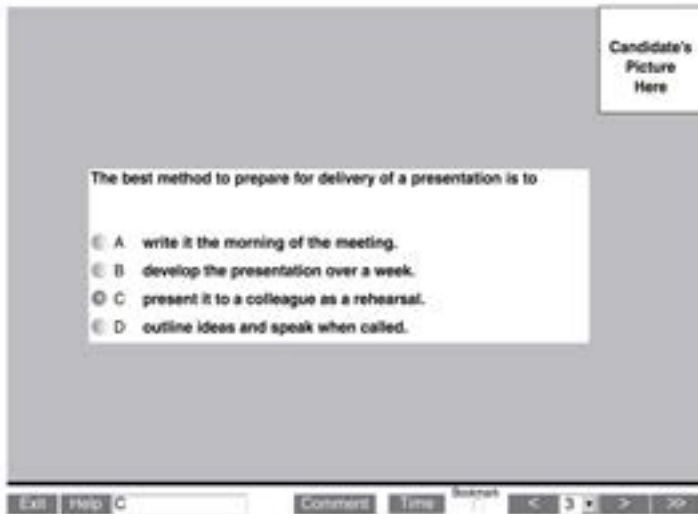 Candidate's
Picture
Here
The best method to prepare for delivery of a presentation is to
A write it the morning of the meeting.
B develop the presentation over a week.
C present it to a colleague as a rehearsal.
D outline ideas and speak when called.
Bookmark
Exit Help C Comment Time < 3 > >>